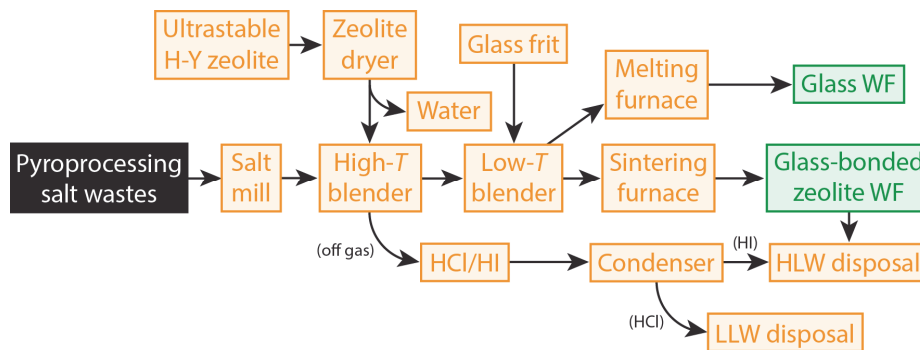 Ultrastable
H-Y zeolite
Zeolite
dryer
Glass frit
Water
Melting
furnace
Glass WF
Pyroprocessing
salt wastes
Salt
mill
High-T
blender
Low-T
blender
Sintering
furnace
Glass-bonded
zeolite WF
(off gas)
HCl/HI
Condenser
(HI)
HLW disposal
(HCl)
LLW disposal